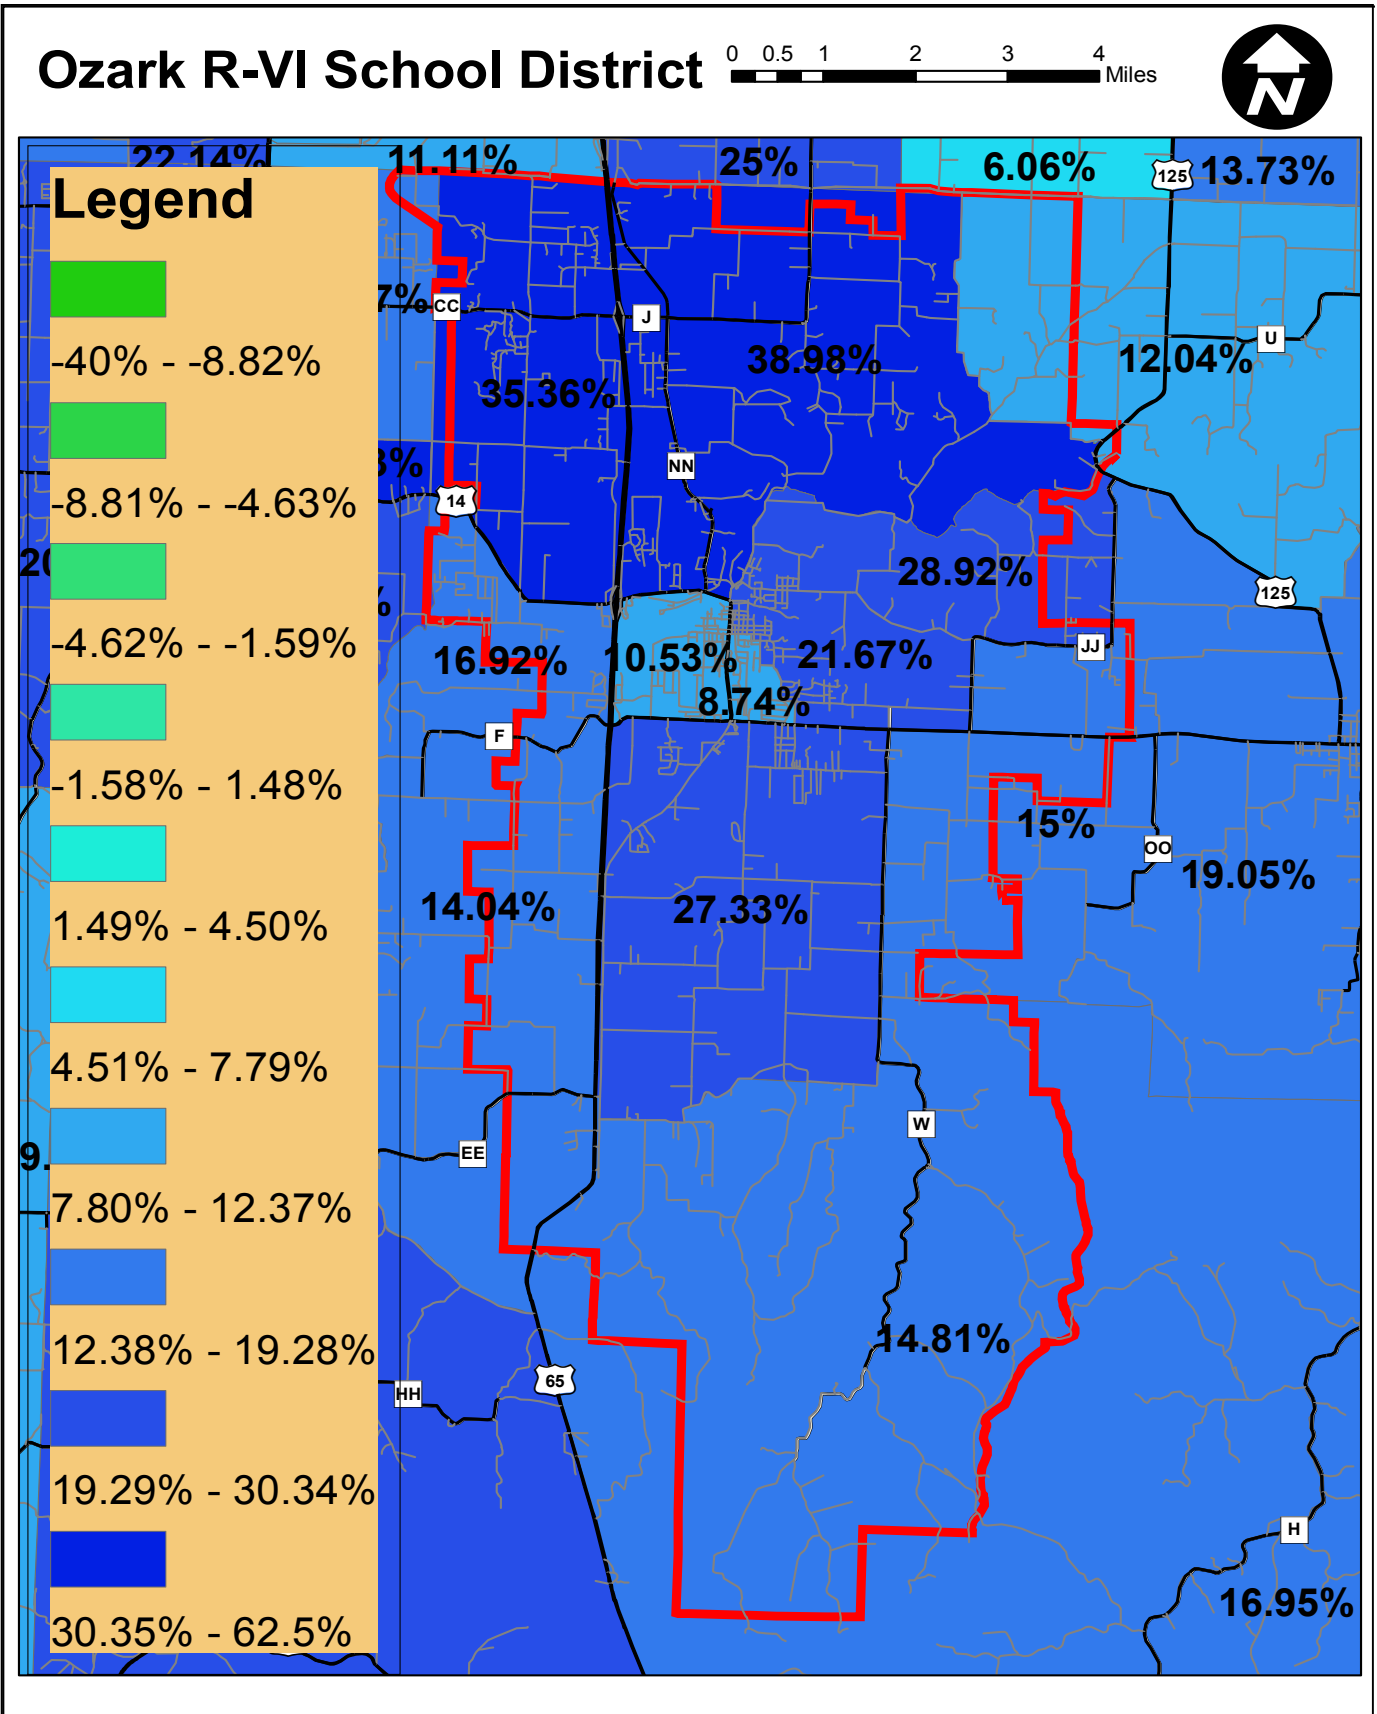 Ozark R-VI School District
0 0.5 1 2 3 4
Miles
N
22.14% 11.11% 25% 6.06% 125 13.73%
Legend
-40% - -8.82%
-8.81% - -4.63%
-4.62% - -1.59%
-1.58% - 1.48%
1.49% - 4.50%
4.51% - 7.79%
7.80% - 12.37%
12.38% - 19.28%
19.29% - 30.34%
30.35% - 62.5%
7% CC J U
38.98% 12.04%
35.36%
3% NN
14
20 28.92% 125
%
16.92% 10.53% 21.67% JJ
8.74%
F
15% OO
19.05%
14.04% 27.33%
W
9. EE
14.81%
65
HH
H
16.95%